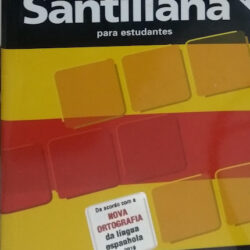 Santillana
para estudantes
De acordo com a
NOVA
ORTOGRAFIA
da língua
espanhola